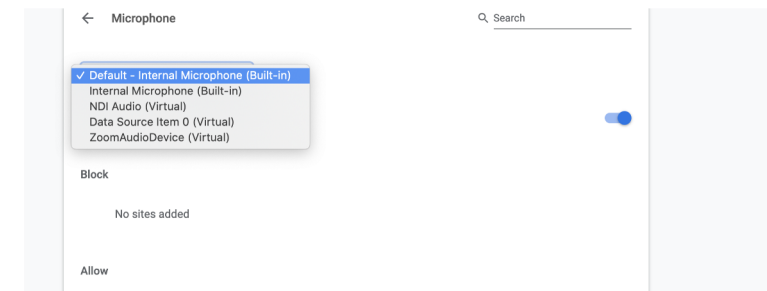 Microphone
Search
✓ Default - Internal Microphone (Built-in)
Internal Microphone (Built-in)
NDI Audio (Virtual)
Data Source Item 0 (Virtual)
ZoomAudioDevice (Virtual)
Block
No sites added
Allow